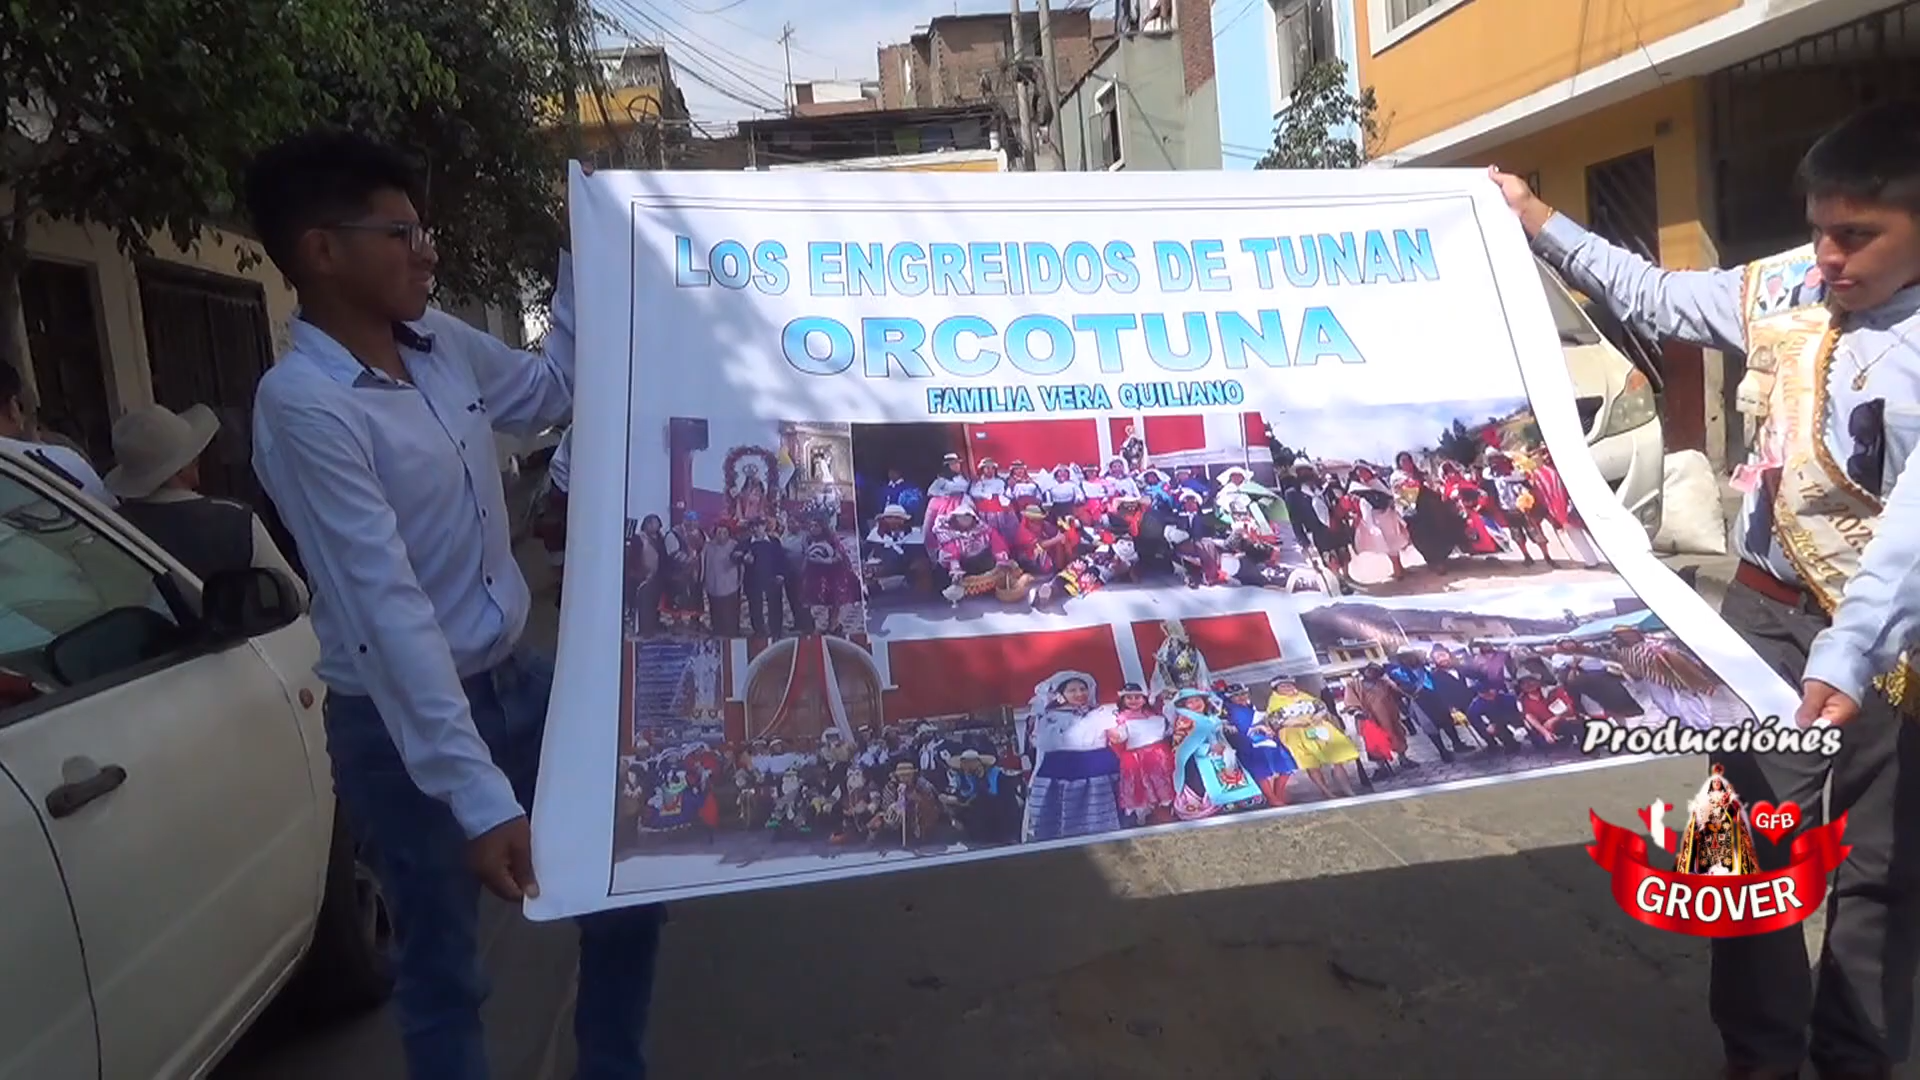 LOS ENGREIDOS DE TUNAN
ORCOTUNA
FAMILIA VERA QUILIANO
Producciónes
GFB
GROVER